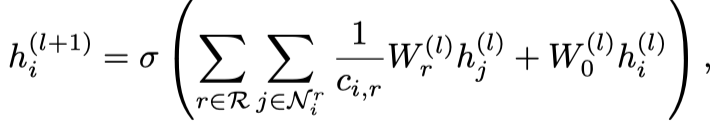 $h_i^{(l+1)} = \sigma \left( \sum_{r \in \mathcal{R}} \sum_{j \in \mathcal{N}_i^r} \frac{1}{c_{i,r}} W_r^{(l)} h_j^{(l)} + W_0^{(l)} h_i^{(l)} \right),$